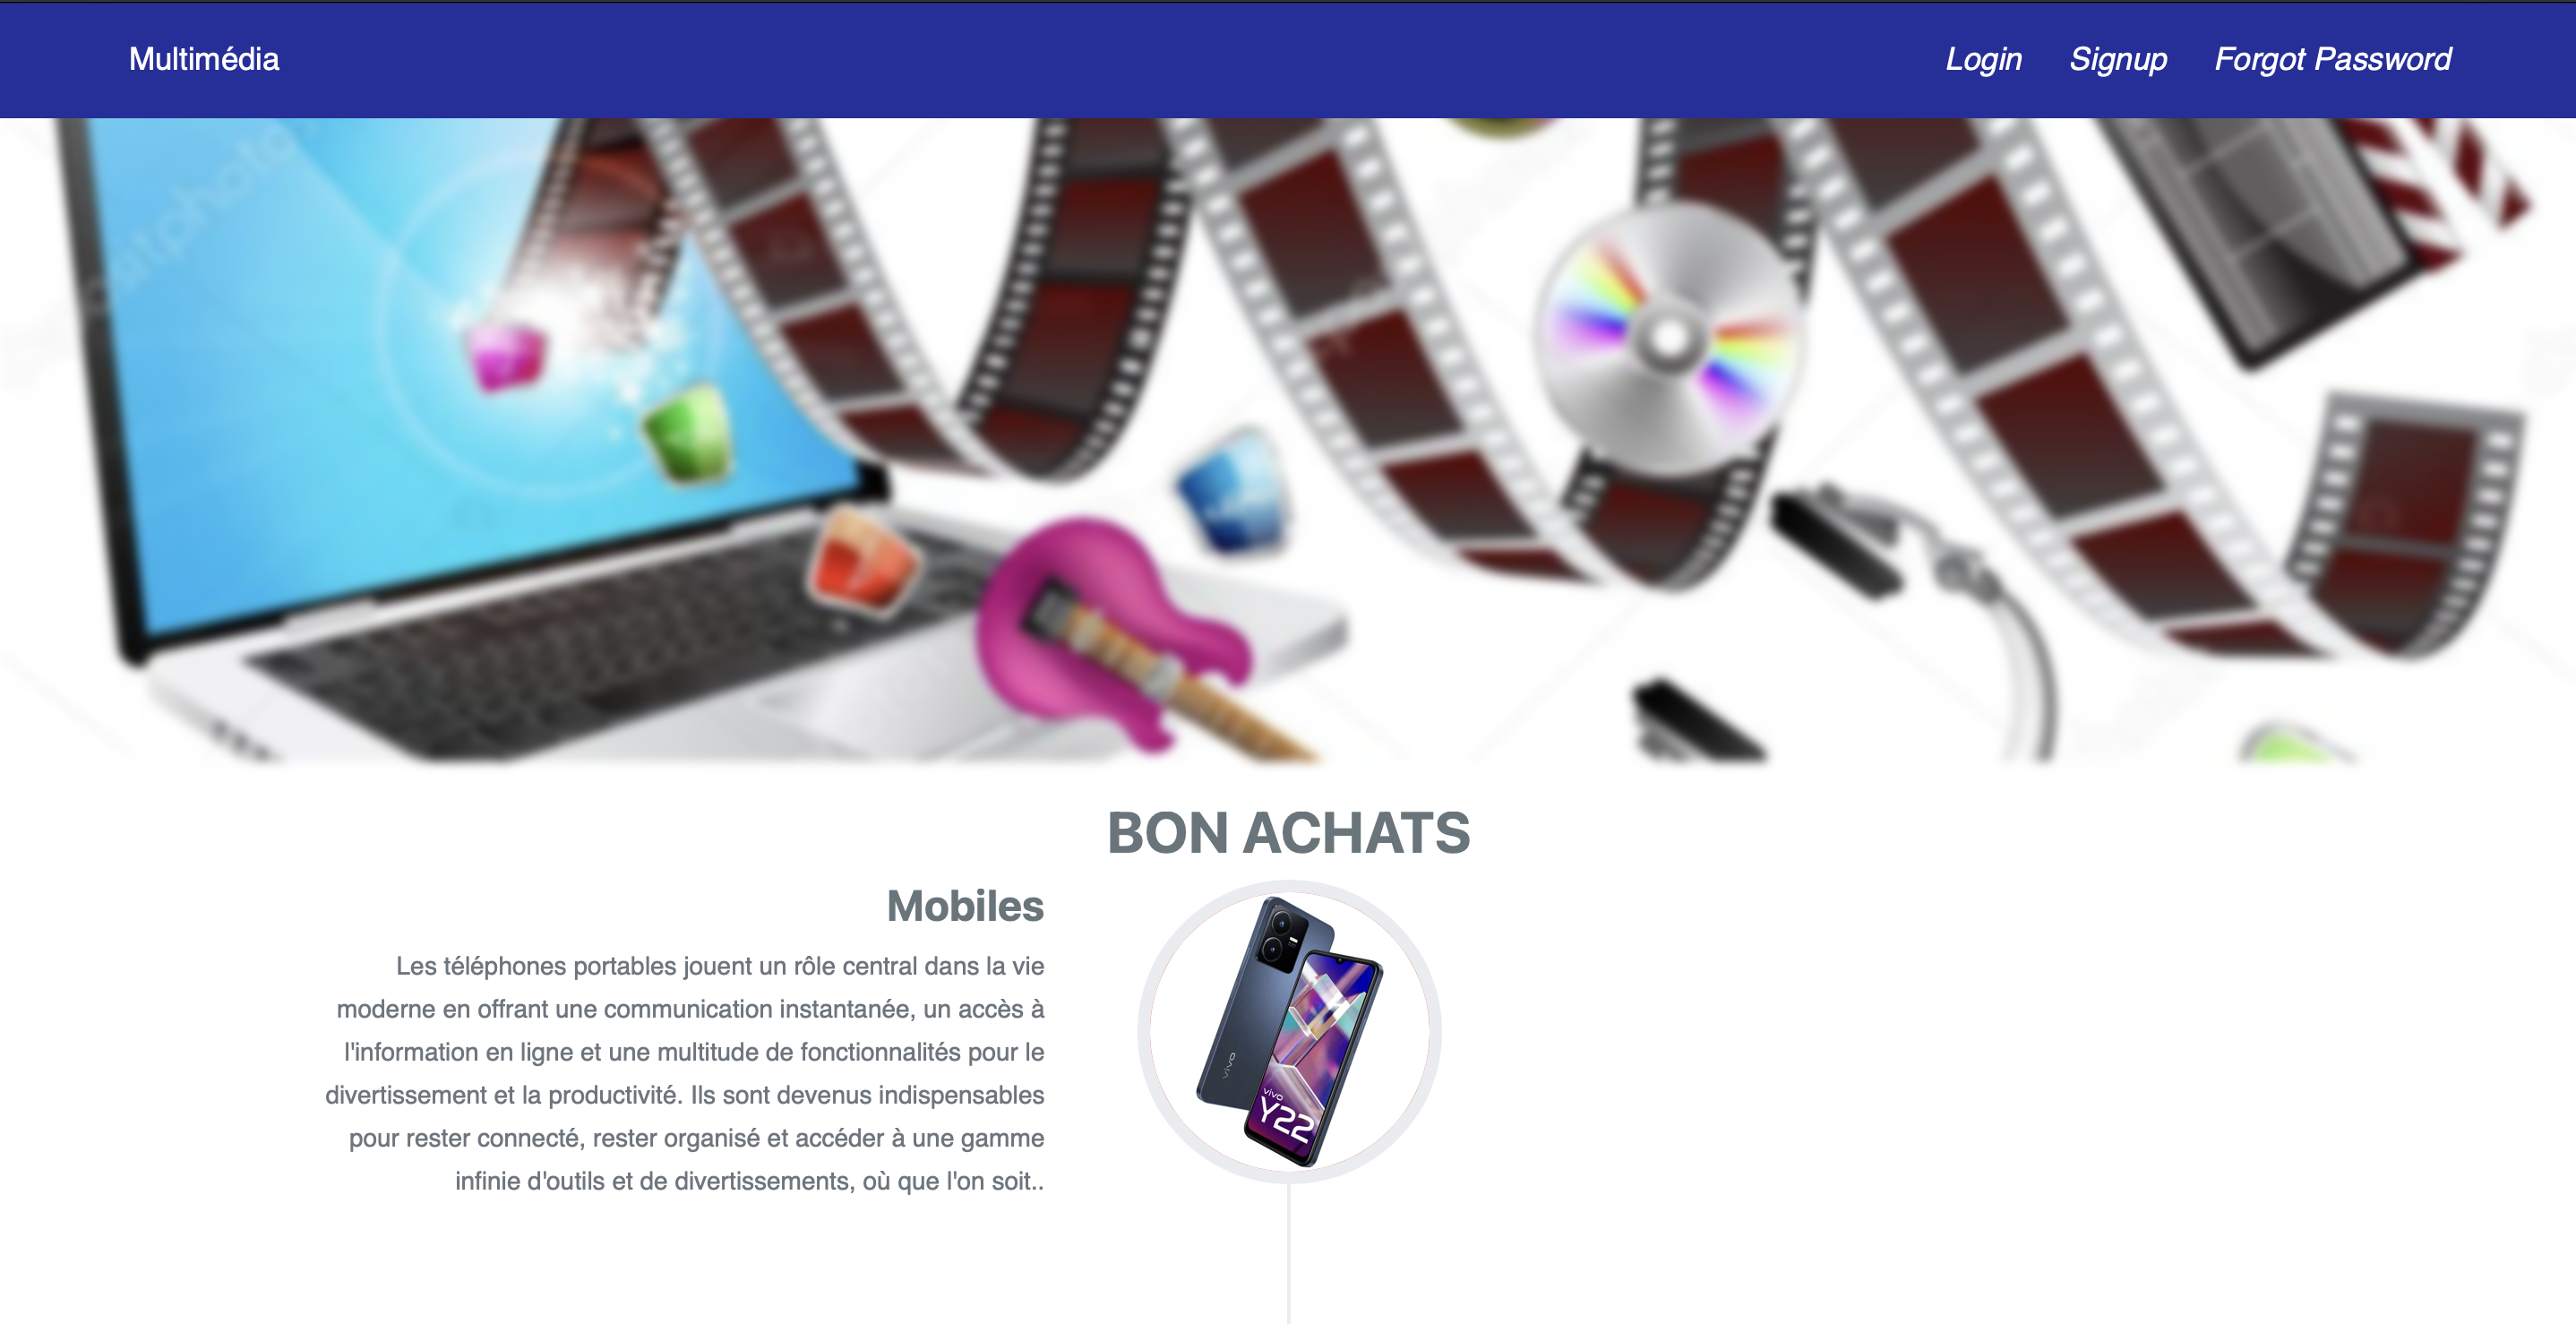 Multimédia
Login Signup Forgot Password
BON ACHATS
Mobiles
Les téléphones portables jouent un rôle central dans la vie
moderne en offrant une communication instantanée, un accès à
l'information en ligne et une multitude de fonctionnalités pour le
divertissement et la productivité. Ils sont devenus indispensables
pour rester connecté, rester organisé et accéder à une gamme
infinie d'outils et de divertissements, où que l'on soit..
vivo
vivo
Y22